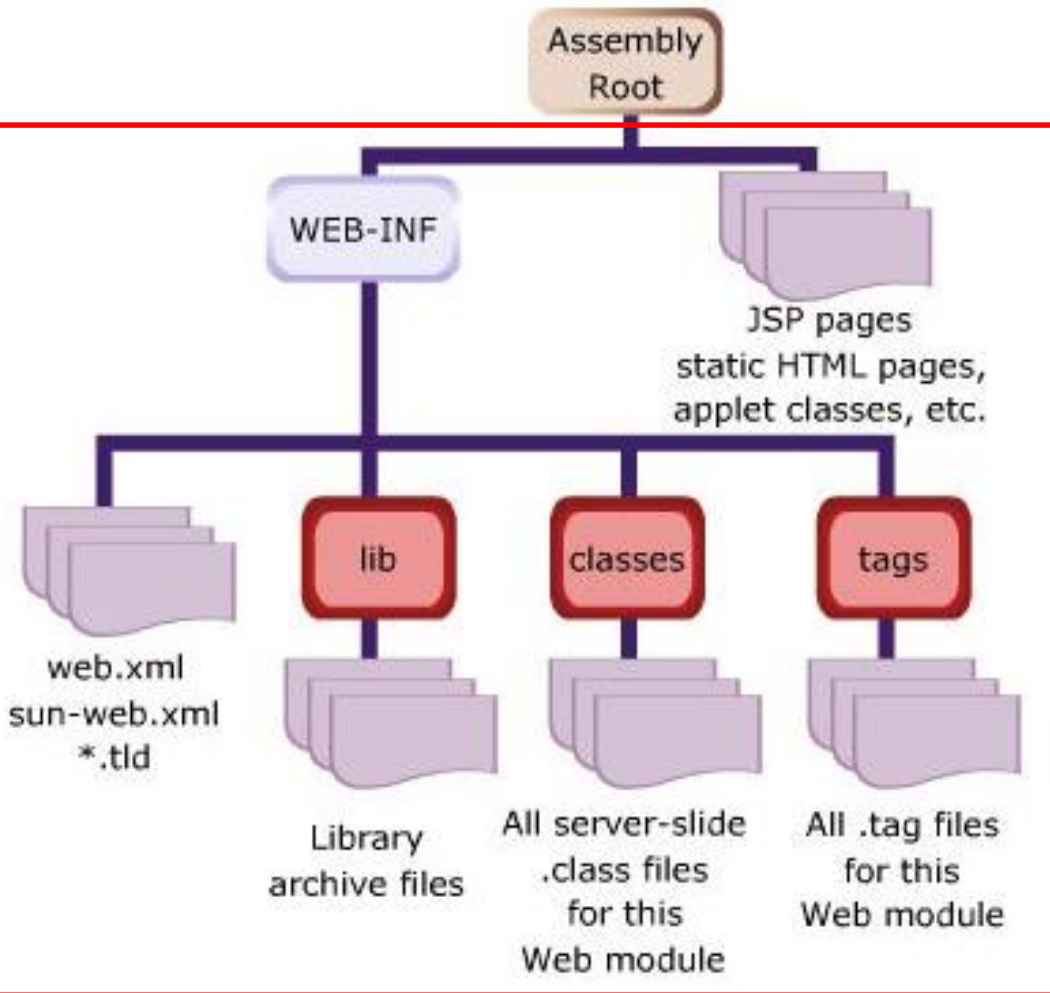 Assembly
Root
WEB-INF
JSP pages
static HTML pages,
applet classes, etc.
lib
classes
tags
web.xml
sun-web.xml
*.tld
Library
archive files
All server-slide
.class files
for this
Web module
All .tag files
for this
Web module